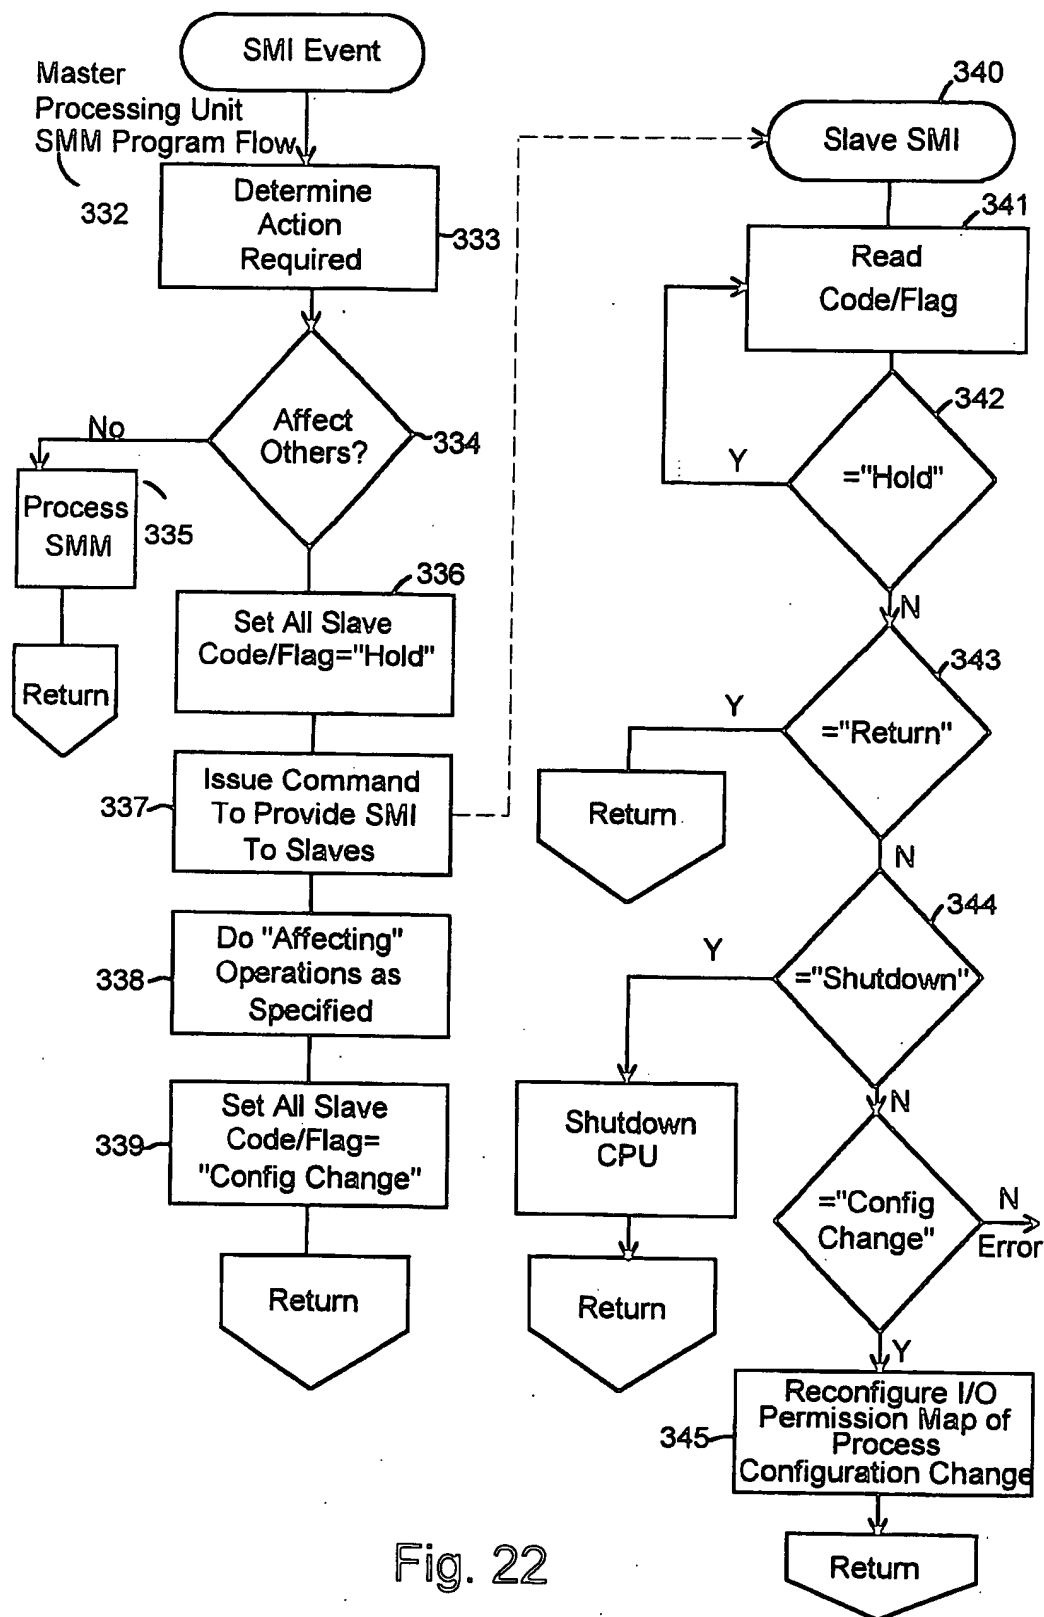 SMI Event
Master
Processing Unit
SMM Program Flow
332
Determine
Action
Required
333
Affect
Others?
334
No
Process
SMM
335
Return
336
Set All Slave
Code/Flag="Hold"
Issue Command
To Provide SMI
To Slaves
337
Do "Affecting"
Operations as
Specified
338
Set All Slave
Code/Flag=
"Config Change"
339
Return
340
Slave SMI
341
Read
Code/Flag
342
="Hold"
Y
N
343
="Return"
Y
Return
N
344
="Shutdown"
Y
Shutdown
CPU
Return
N
="Config
Change"
N
Error
Y
Reconfigure I/O
Permission Map of
Process
Configuration Change
345
Return
Fig. 22